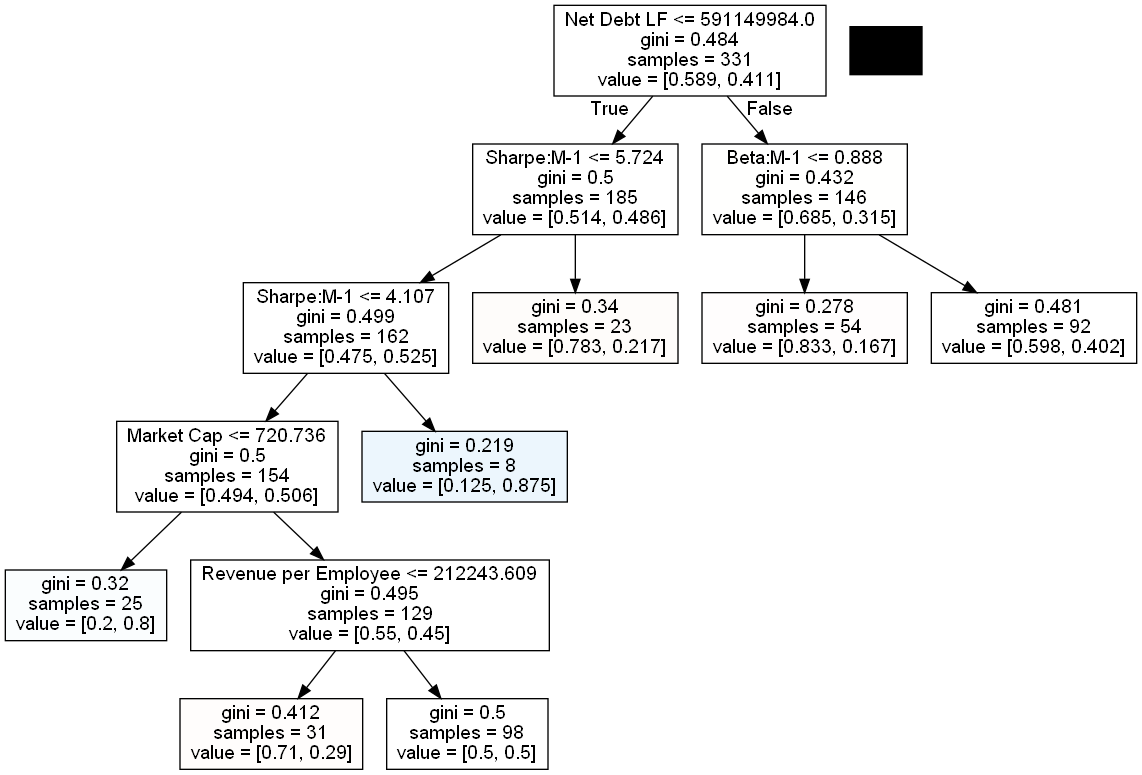 Net Debt LF <= 591149984.0
gini = 0.484
samples = 331
value = [0.589, 0.411]
True
False
Sharpe:M-1 <= 5.724
gini = 0.5
samples = 185
value = [0.514, 0.486]
Beta:M-1 <= 0.888
gini = 0.432
samples = 146
value = [0.685, 0.315]
Sharpe:M-1 <= 4.107
gini = 0.499
samples = 162
value = [0.475, 0.525]
gini = 0.34
samples = 23
value = [0.783, 0.217]
gini = 0.278
samples = 54
value = [0.833, 0.167]
gini = 0.481
samples = 92
value = [0.598, 0.402]
Market Cap <= 720.736
gini = 0.5
samples = 154
value = [0.494, 0.506]
gini = 0.219
samples = 8
value = [0.125, 0.875]
gini = 0.32
samples = 25
value = [0.2, 0.8]
Revenue per Employee <= 212243.609
gini = 0.495
samples = 129
value = [0.55, 0.45]
gini = 0.412
samples = 31
value = [0.71, 0.29]
gini = 0.5
samples = 98
value = [0.5, 0.5]